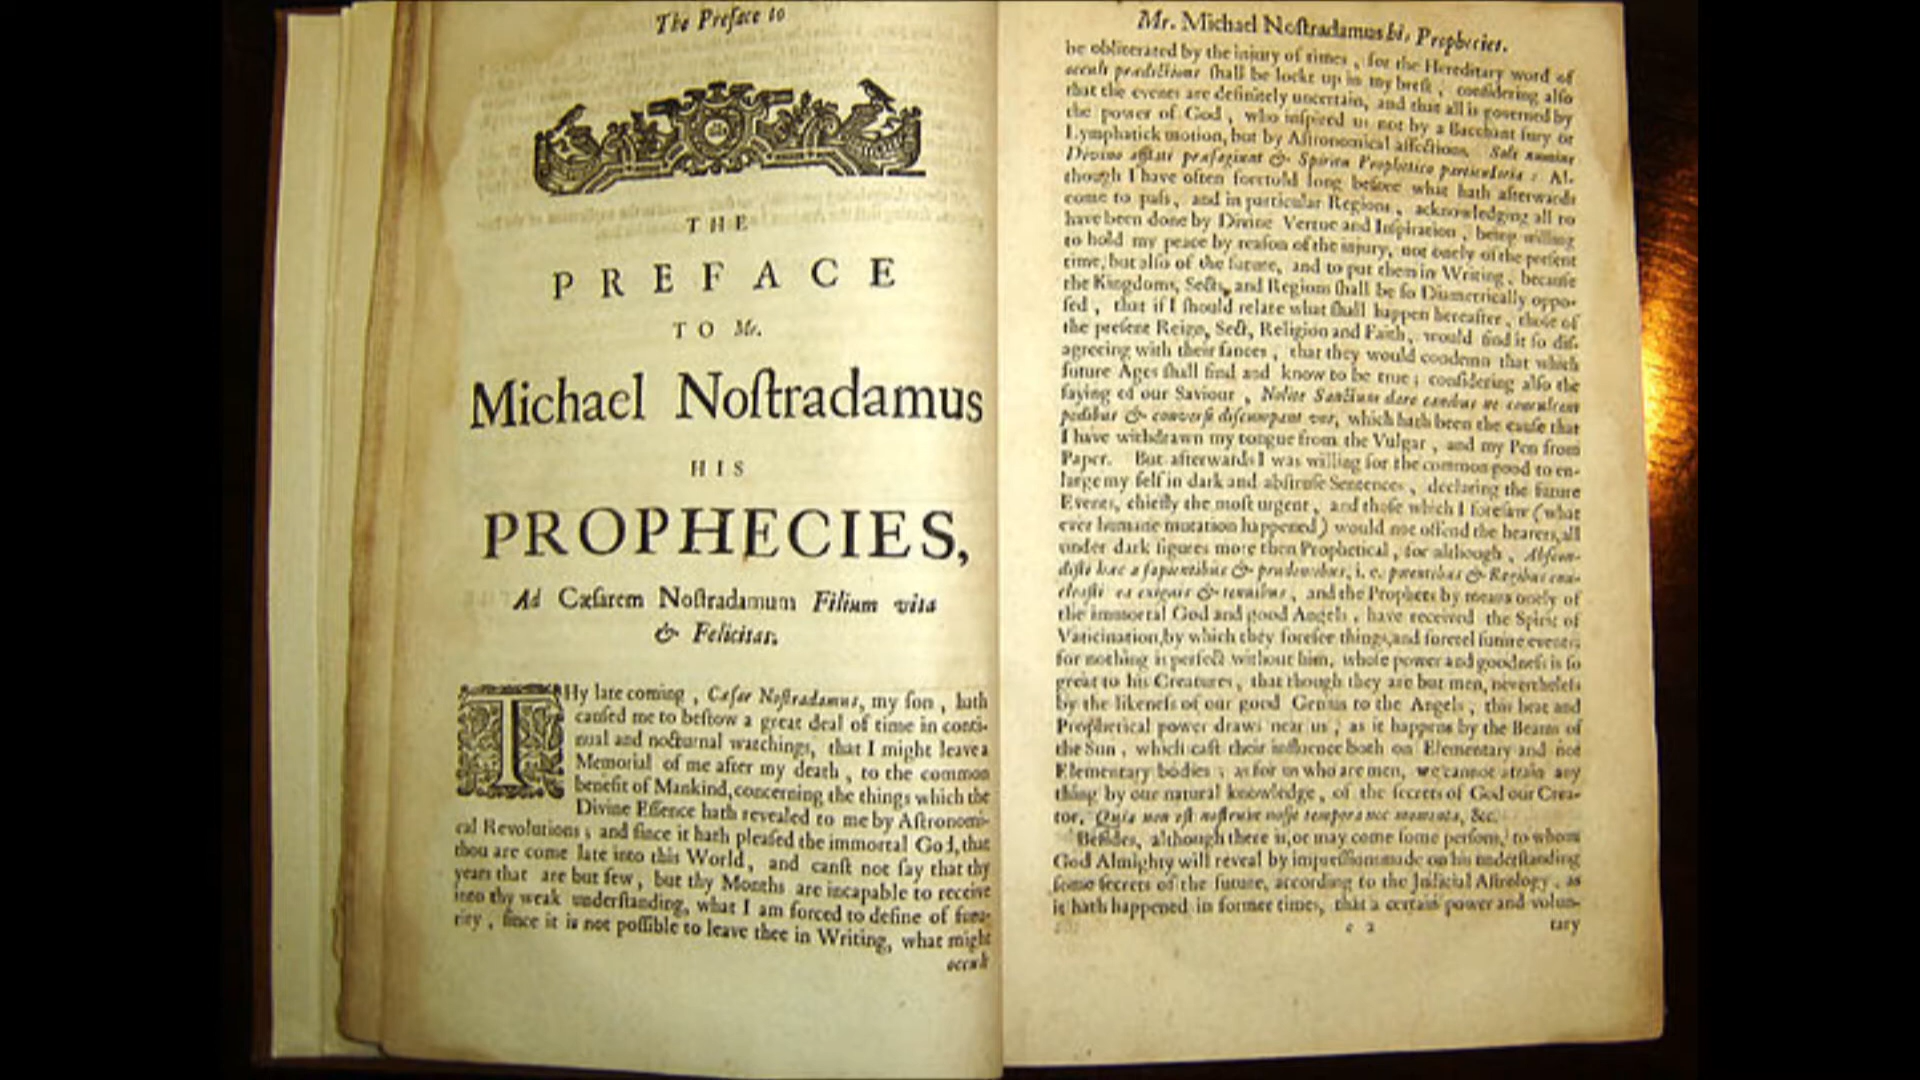 The Preface to
THE
PREFACE
TO Mr.
Michael Noſtradamus
HIS
PROPHECIES,
Ad Cæſarem Noſtradamum Filium vita
& Felicitas.
THy late coming, Cæſar Noſtradamus, my ſon, hath
cauſed me to beſtow a great deal of time in conti-
nual and nocturnal watchings, that I might leave a
Memorial of me after my death, to the common
benefit of Mankind, concerning the things which the
Divine Eſſence hath revealed to me by Aſtronomi-
cal Revolutions; and ſince it hath pleaſed the immortal God, that
thou are come late into this World, and canſt not ſay that thy
years that are but few, but thy Months are incapable to receive
into thy weak underſtanding, what I am forced to define of futu-
rity, ſince it is not poſſible to leave thee in Writing, what might
occult
Mr. Michael Noſtradamus his Prophecies.
be obliterated by the injury of times, for the Hereditary word of
occult prædictions ſhall be lockt up in my breſt, conſidering alſo
that the events are definitely uncertain, and that all is governed by
the power of God, who inſpired us not by a Bacchant fury or
Lymphatick motion, but by Aſtronomical aſſections. Soli numine
Divino afflati præſagiunt & Spiritu Prophetico particularia: Al-
though I have often foretold long before what hath afterwards
come to paſs, and in particular Regions, acknowledging all to
have been done by Divine Vertue and Inſpiration, being willing
to hold my peace by reaſon of the injury, not onely of the preſent
time, but alſo of the future, and to put them in Writing, becauſe
the Kingdoms, Sects, and Regions ſhall be ſo Diametrically oppo-
ſed, that if I ſhould relate what ſhall happen hereafter, thoſe of
the preſent Reign, Sect, Religion and Faith, would find it ſo diſ-
agreeing with their fances, that they would condemn that which
future Ages ſhall find and know to be true; conſidering alſo the
ſaying of our Saviour, Nolite Sanctum dare canibus ne conculcent
pedibus & converſi diſcumpant vos, which hath been the cauſe that
I have withdrawn my tongue from the Vulgar, and my Pen from
Paper. But afterwards I was willing for the common good to en-
large my ſelf in dark and abſtruſe Sentences, declaring the future
Events, chiefly the moſt urgent, and thoſe which I foreſaw (what
ever humane mutation happened) would not offend the hearers, all
under dark figures more then Prophetical, for although, Abſcon-
diſti hæc a ſapientibus & prudentibus, i. e. potentibus & Regibus enu-
cleaſti ea exiguis & tenuibus, and the Prophets by means onely of
the immortal God and good Angels, have received the Spirit of
Vaticination, by which they foreſee things, and foretel future events;
for nothing is perfect without him, whoſe power and goodneſs is ſo
great to his Creatures, that though they are but men, nevertheleſs
by the likeneſs of our good Genius to the Angels, this heat and
Prophetical power draws near us, as it happens by the Beams of
the Sun, which caſt their influence both on Elementary and not
Elementary bodies; as for us who are men, we cannot attain any
thing by our natural knowledge, of the ſecrets of God our Crea-
tor, Quia non eſt noſtrum noſſe tempora nec momenta, &c.
Beſides, although there is, or may come ſome perſons, to whom
God Almighty will reveal by impreſſions made on his underſtanding
ſome ſecrets of the future, according to the Judicial Aſtrology, as
it hath happened in former times, that a certain power and volun-
e 2 tary